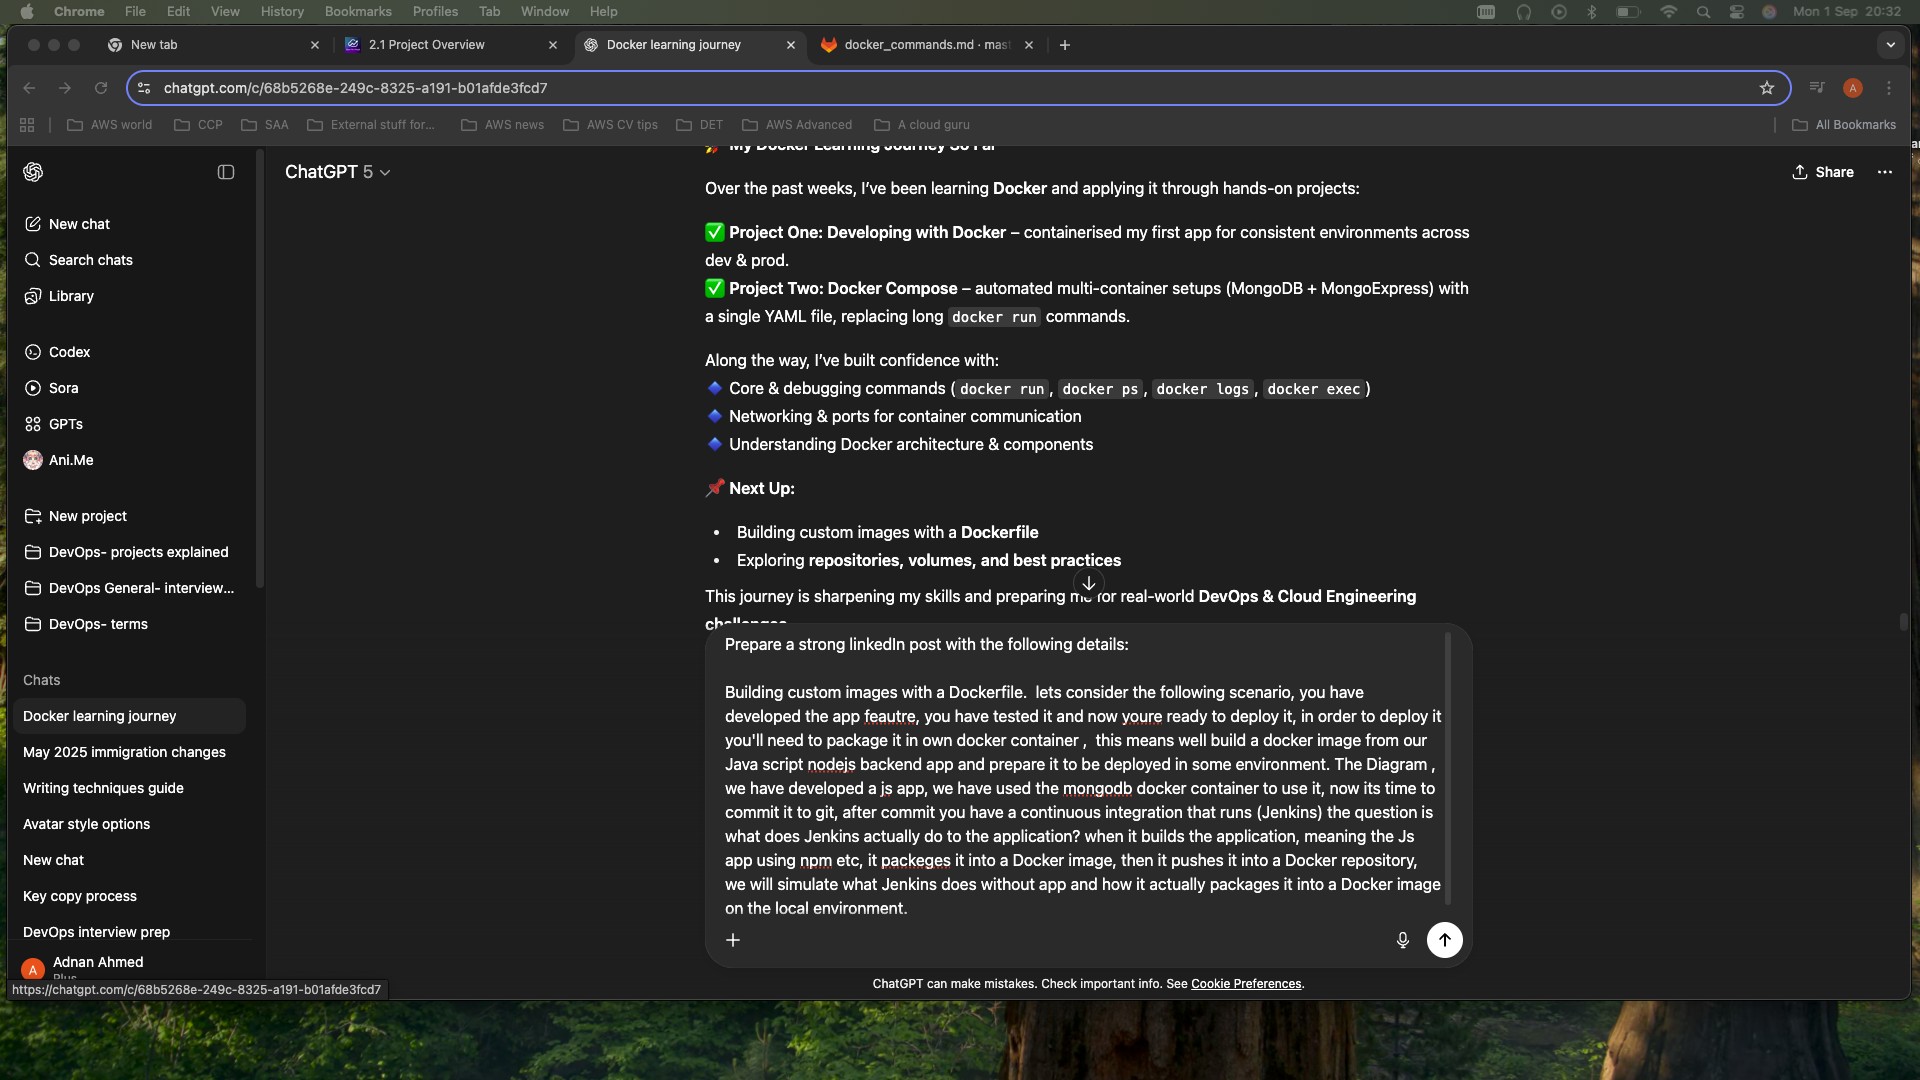 Chrome File Edit View History Bookmarks Profiles Tab Window Help Mon 1 Sep 20:32
New tab 2.1 Project Overview Docker learning journey docker_commands.md · mas
chatgpt.com/c/68b5268e-249c-8325-a191-b01afde3fcd7 A
AWS world CCP SAA External stuff for... AWS news AWS CV tips DET AWS Advanced A cloud guru All Bookmarks
ChatGPT 5 Share
My Docker Learning Journey So Far
Over the past weeks, I've been learning Docker and applying it through hands-on projects:
✅ Project One: Developing with Docker – containerised my first app for consistent environments across
dev & prod.
✅ Project Two: Docker Compose – automated multi-container setups (MongoDB + MongoExpress) with
a single YAML file, replacing long docker run commands.
Along the way, I've built confidence with:
🔹 Core & debugging commands (docker run, docker ps, docker logs, docker exec)
🔹 Networking & ports for container communication
🔹 Understanding Docker architecture & components
📌 Next Up:
• Building custom images with a Dockerfile
• Exploring repositories, volumes, and best practices
This journey is sharpening my skills and preparing me for real-world DevOps & Cloud Engineering
challenges
Prepare a strong linkedIn post with the following details:
Building custom images with a Dockerfile.  lets consider the following scenario, you have
developed the app feautre, you have tested it and now youre ready to deploy it, in order to deploy it
you'll need to package it in own docker container ,  this means well build a docker image from our
Java script nodejs backend app and prepare it to be deployed in some environment. The Diagram ,
we have developed a js app, we have used the mongodb docker container to use it, now its time to
commit it to git, after commit you have a continuous integration that runs (Jenkins) the question is
what does Jenkins actually do to the application? when it builds the application, meaning the Js
app using npm etc, it packeges it into a Docker image, then it pushes it into a Docker repository,
we will simulate what Jenkins does without app and how it actually packages it into a Docker image
on the local environment.
ChatGPT can make mistakes. Check important info. See Cookie Preferences.
New chat
Search chats
Library
Codex
Sora
GPTs
Ani.Me
New project
DevOps- projects explained
DevOps General- interview...
DevOps- terms
Chats
Docker learning journey
May 2025 immigration changes
Writing techniques guide
Avatar style options
New chat
Key copy process
DevOps interview prep
A Adnan Ahmed
Plus
https://chatgpt.com/c/68b5268e-249c-8325-a191-b01afde3fcd7